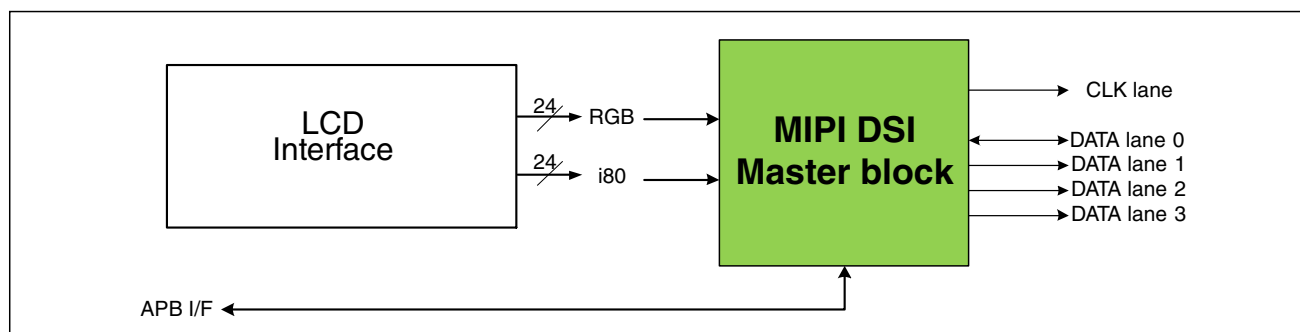 LCD
Interface
24
RGB
24
i80
MIPI DSI
Master block
CLK lane
DATA lane 0
DATA lane 1
DATA lane 2
DATA lane 3
APB I/F